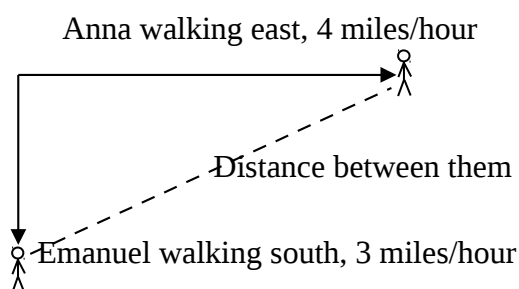 Anna walking east, 4 miles/hour
Distance between them
Emanuel walking south, 3 miles/hour